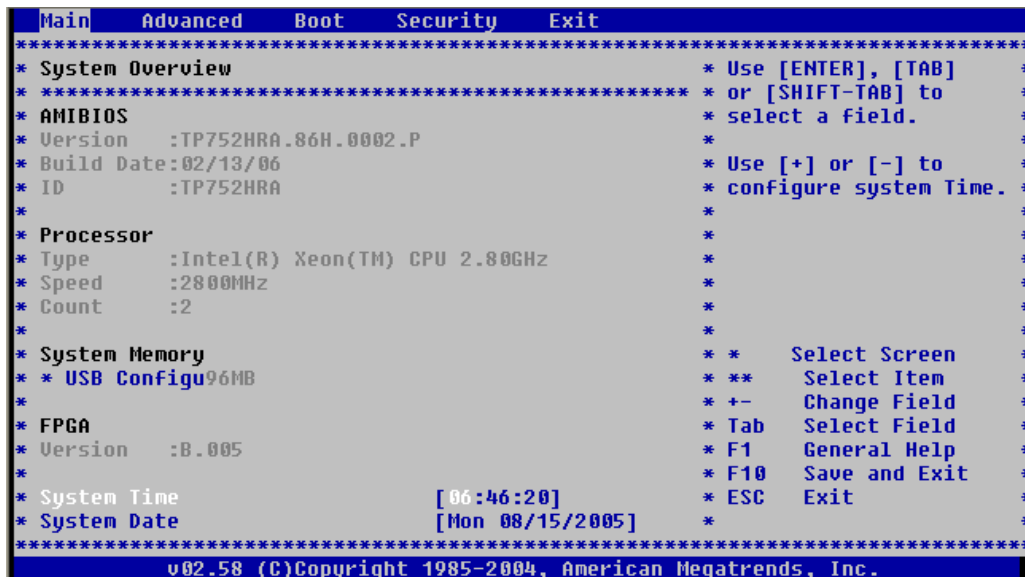 Main Advanced Boot Security Exit
********************************************************************************
* System Overview * Use [ENTER], [TAB] *
* ***************************************************** * or [SHIFT-TAB] to *
* AMIBIOS * select a field. *
* Version :TP752HRA.86H.0002.P * *
* Build Date:02/13/06 * Use [+] or [-] to *
* ID :TP752HRA * configure system Time. *
* * *
* Processor * *
* Type :Intel(R) Xeon(TM) CPU 2.80GHz * *
* Speed :2800MHz * *
* Count :2 * *
* * *
* System Memory * * Select Screen *
* * USB Configu96MB * ** Select Item *
* * +- Change Field *
* FPGA * Tab Select Field *
* Version :B.005 * F1 General Help *
* * F10 Save and Exit *
* System Time [06:46:20] * ESC Exit *
* System Date [Mon 08/15/2005] * *
********************************************************************************
v02.58 (C)Copyright 1985-2004, American Megatrends, Inc.